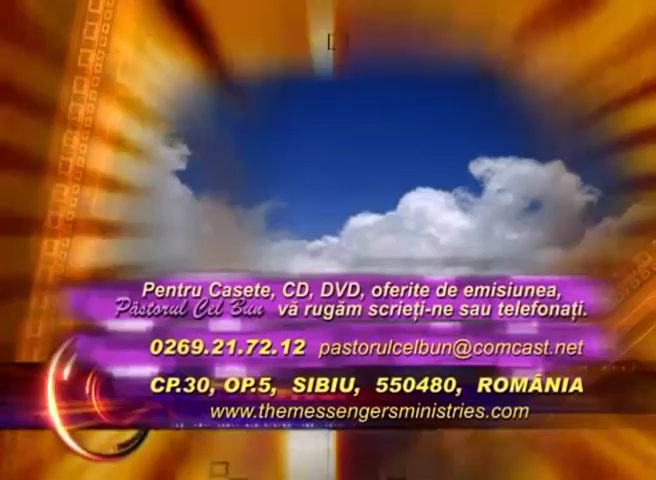 Pentru Casete, CD, DVD, oferite de emisiunea,
Păstorul Cel Bun vă rugăm scrieți-ne sau telefonați.
0269.21.72.12 pastorulcelbun@comcast.net
CP.30, OP.5, SIBIU, 550480, ROMÂNIA
www.themessengersministries.com